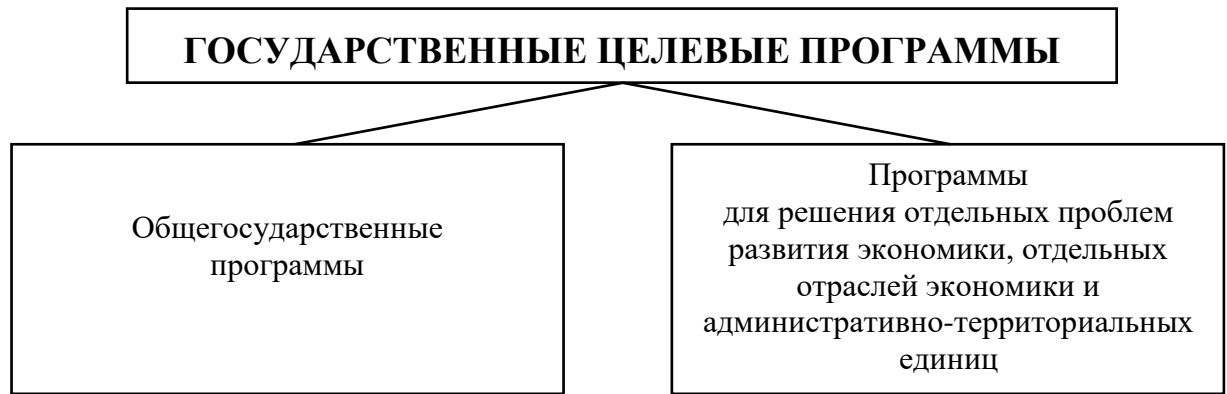 ГОСУДАРСТВЕННЫЕ ЦЕЛЕВЫЕ ПРОГРАММЫ
Общегосударственные
программы
Программы
для решения отдельных проблем
развития экономики, отдельных
отраслей экономики и
административно-территориальных
единиц